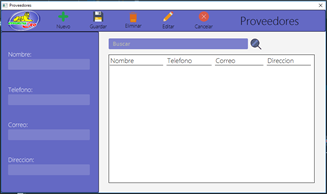 Proveedores
Nuevo Guardar Eliminar Editar Cancelar Proveedores
Nombre:
Telefono:
Correo:
Direccion:
Buscar
Nombre Telefono Correo Direccion